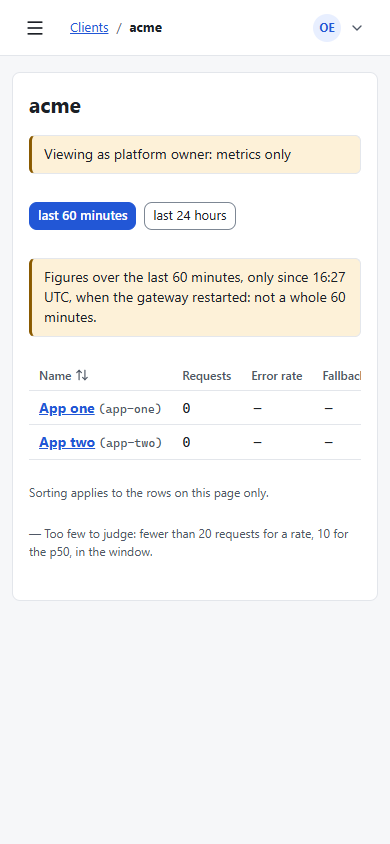 Clients / acme
OE
acme
Viewing as platform owner: metrics only
last 60 minutes
last 24 hours
Figures over the last 60 minutes, only since 16:27
UTC, when the gateway restarted: not a whole 60
minutes.
Name Requests Error rate Fallbac
App one (app-one) 0 — —
App two (app-two) 0 — —
Sorting applies to the rows on this page only.
— Too few to judge: fewer than 20 requests for a rate, 10 for
the p50, in the window.